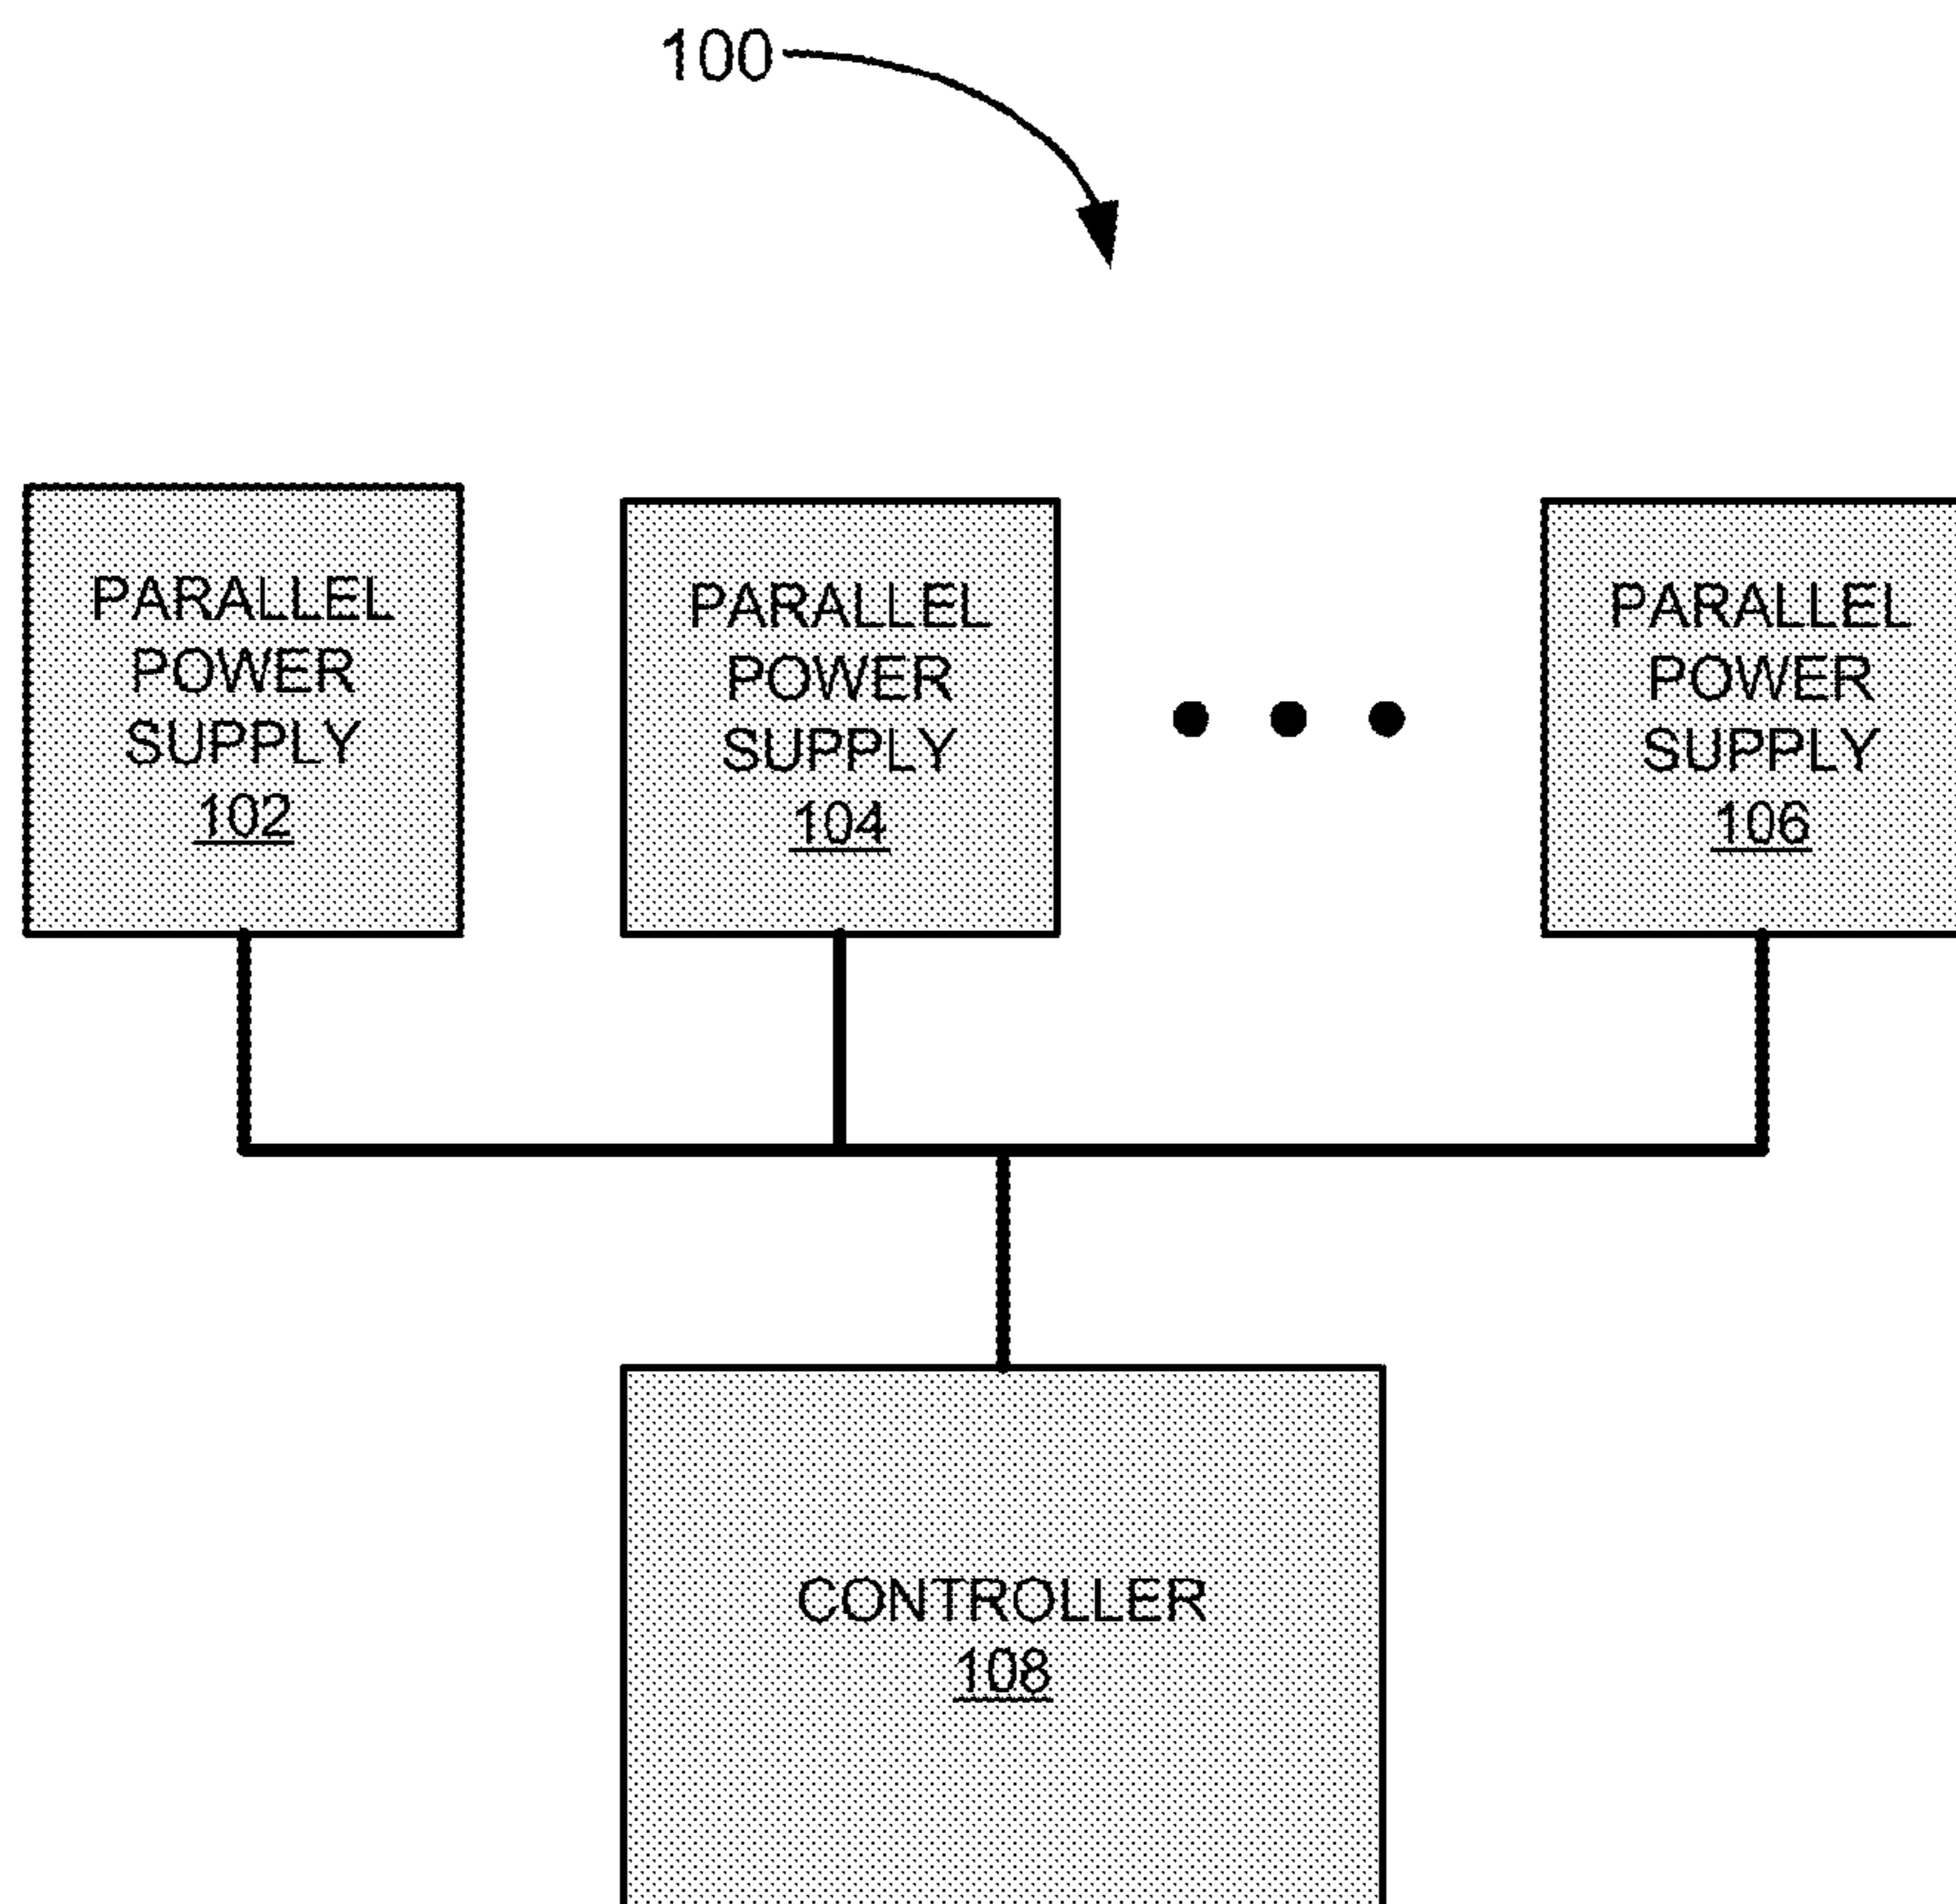 100
PARALLEL
POWER
SUPPLY
102
PARALLEL
POWER
SUPPLY
104
PARALLEL
POWER
SUPPLY
106
CONTROLLER
108